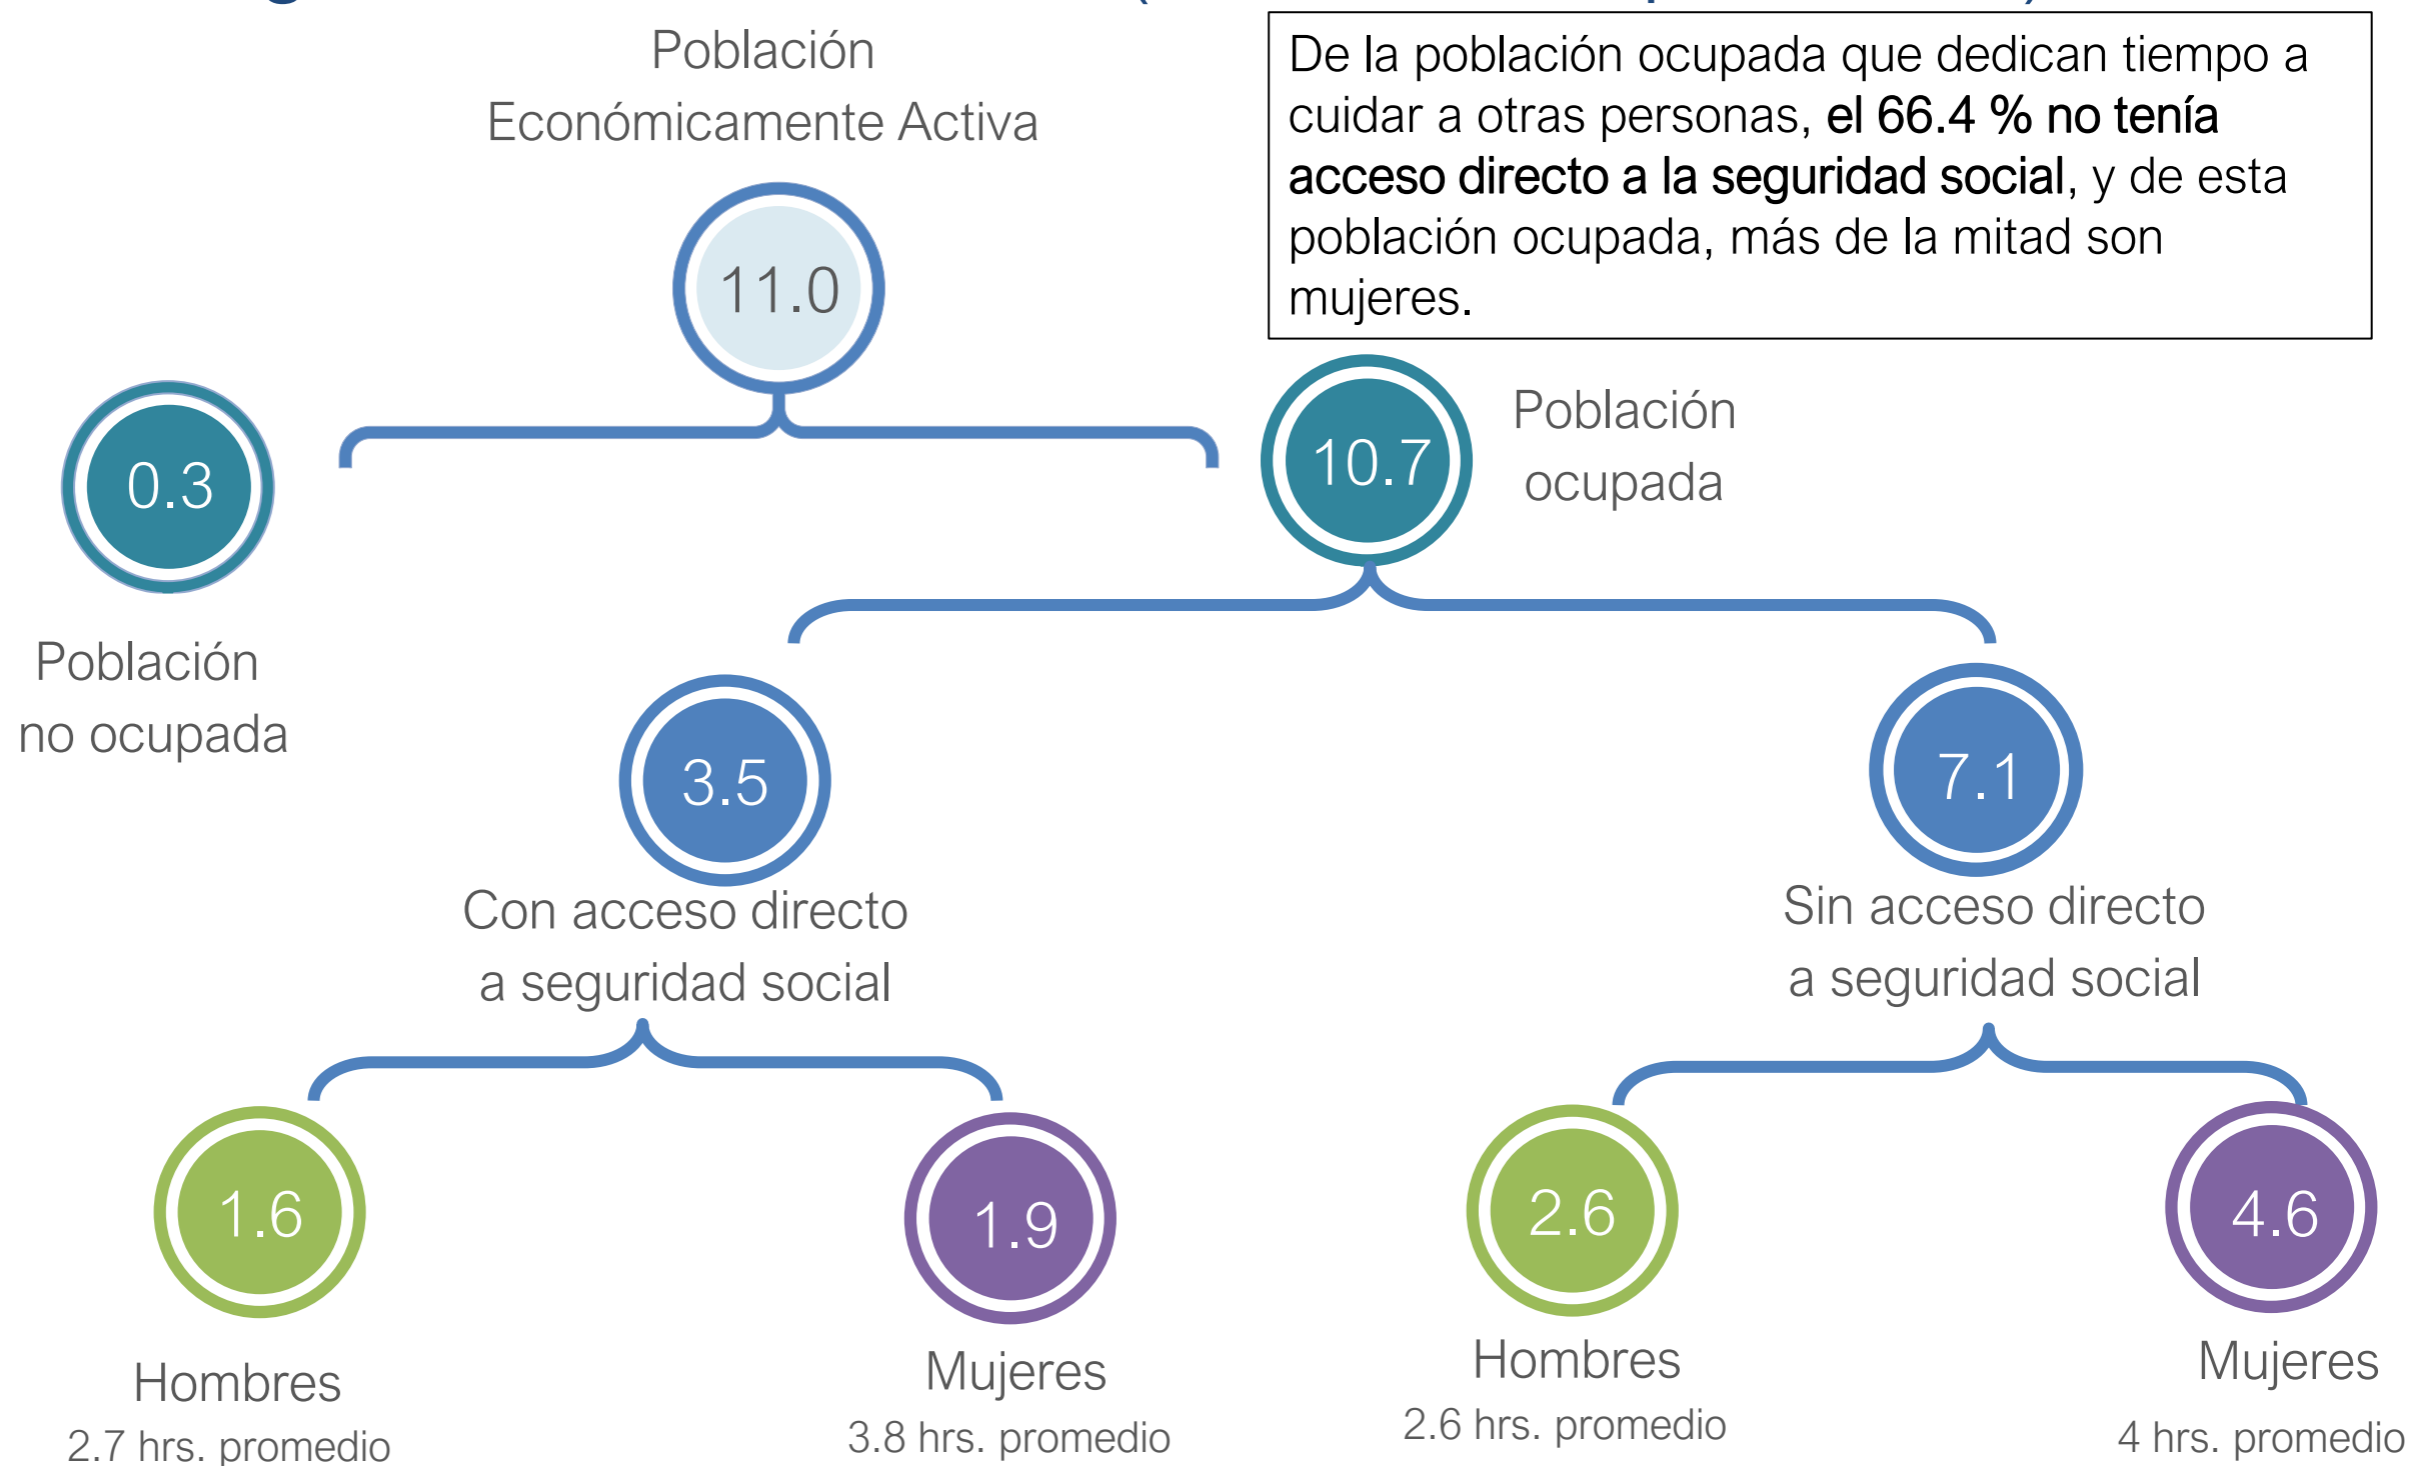 Población
Económicamente Activa
De la población ocupada que dedican tiempo a
cuidar a otras personas, el 66.4 % no tenía
acceso directo a la seguridad social, y de esta
población ocupada, más de la mitad son
mujeres.
11.0
0.3
Población
no ocupada
10.7
Población
ocupada
3.5
Con acceso directo
a seguridad social
7.1
Sin acceso directo
a seguridad social
1.6
Hombres
2.7 hrs. promedio
1.9
Mujeres
3.8 hrs. promedio
2.6
Hombres
2.6 hrs. promedio
4.6
Mujeres
4 hrs. promedio